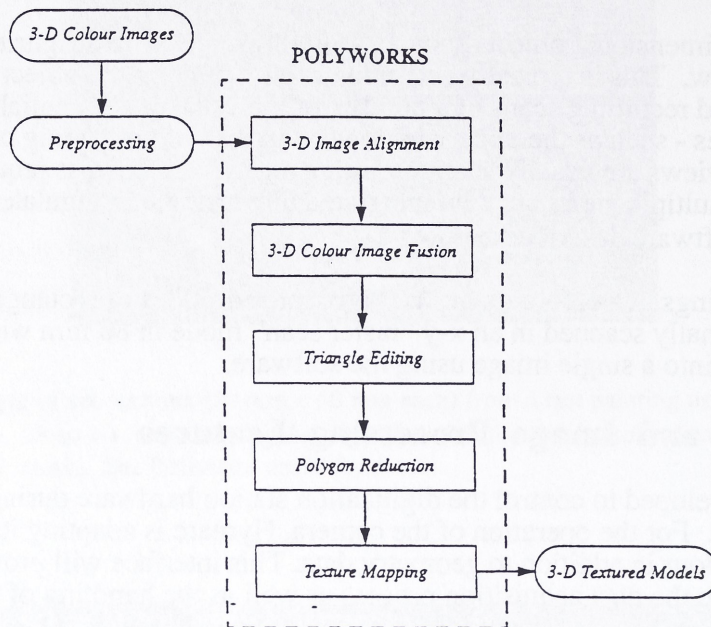 3-D Colour Images
POLYWORKS
Preprocessing
3-D Image Alignment
3-D Colour Image Fusion
Triangle Editing
Polygon Reduction
Texture Mapping
3-D Textured Models